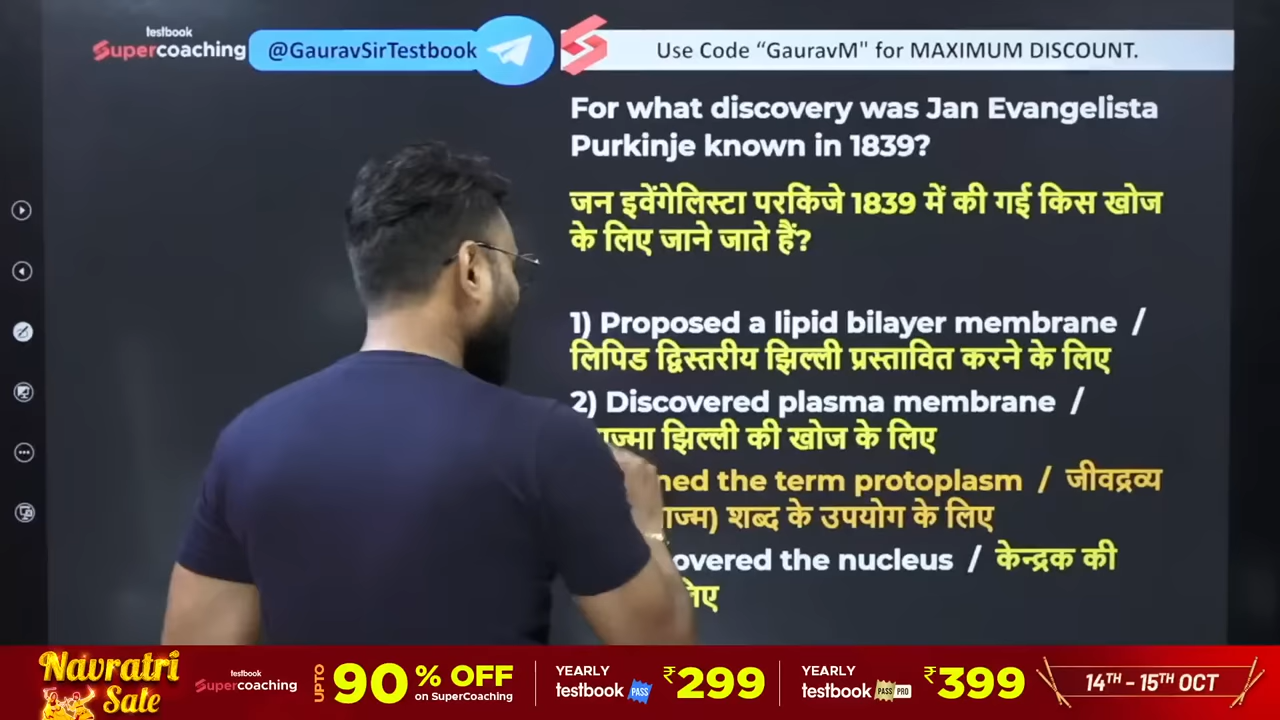 testbook
Supercoaching
@GauravSirTestbook
Use Code “GauravM" for MAXIMUM DISCOUNT.
For what discovery was Jan Evangelista
Purkinje known in 1839?
जन इवेंगेलिस्टा परकिंजे 1839 में की गई किस खोज
के लिए जाने जाते हैं?
1) Proposed a lipid bilayer membrane /
लिपिड द्विस्तरीय झिल्ली प्रस्तावित करने के लिए
2) Discovered plasma membrane /
झिल्ली की खोज के लिए
the term protoplasm / जीवद्रव्य
शब्द के उपयोग के लिए
the nucleus / केन्द्रक की
Navratri
Sale
testbook
Supercoaching
UPTO
90% OFF
on SuperCoaching
YEARLY
testbook PASS
₹299
YEARLY
testbook PASS PRO
₹399
14TH - 15TH OCT